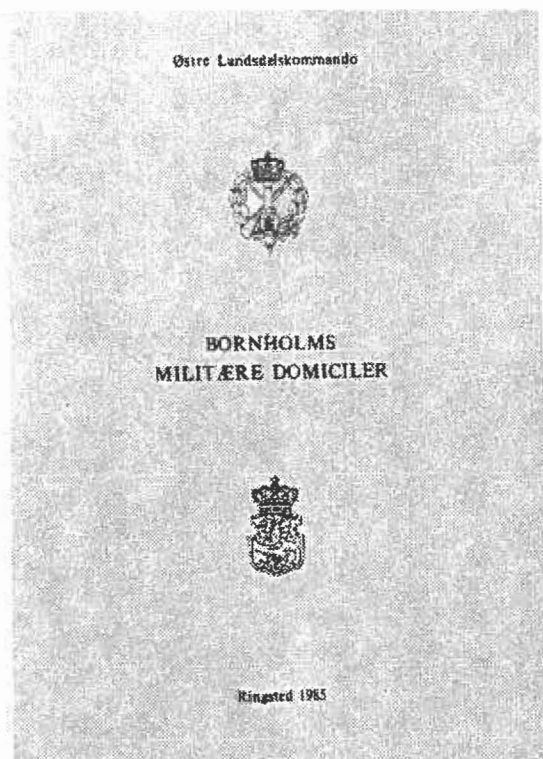 Østre Landsdelskommando
BORNHOLMS
MILITÆRE DOMICILER
Ringsted 1985